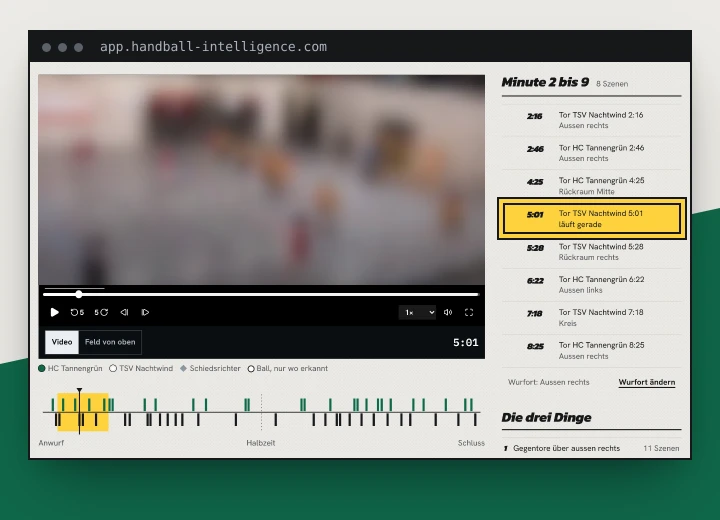 app.handball-intelligence.com
Minute 2 bis 9 8 Szenen
2:16 Tor TSV Nachtwind 2:16
Aussen rechts
2:46 Tor HC Tannengrün 2:46
Aussen rechts
4:25 Tor HC Tannengrün 4:25
Rückraum Mitte
5:01 Tor TSV Nachtwind 5:01
läuft gerade
5:28 Tor TSV Nachtwind 5:28
Rückraum rechts
6:22 Tor HC Tannengrün 6:22
Aussen links
7:18 Tor TSV Nachtwind 7:18
Kreis
8:25 Tor HC Tannengrün 8:25
Aussen rechts
Wurfort: Aussen rechts Wurfort ändern
Die drei Dinge
1 Gegentore über aussen rechts 11 Szenen
5 5 1×
Video Feld von oben 5:01
HC Tannengrün TSV Nachtwind Schiedsrichter Ball, nur wo erkannt
Anwurf Halbzeit Schluss